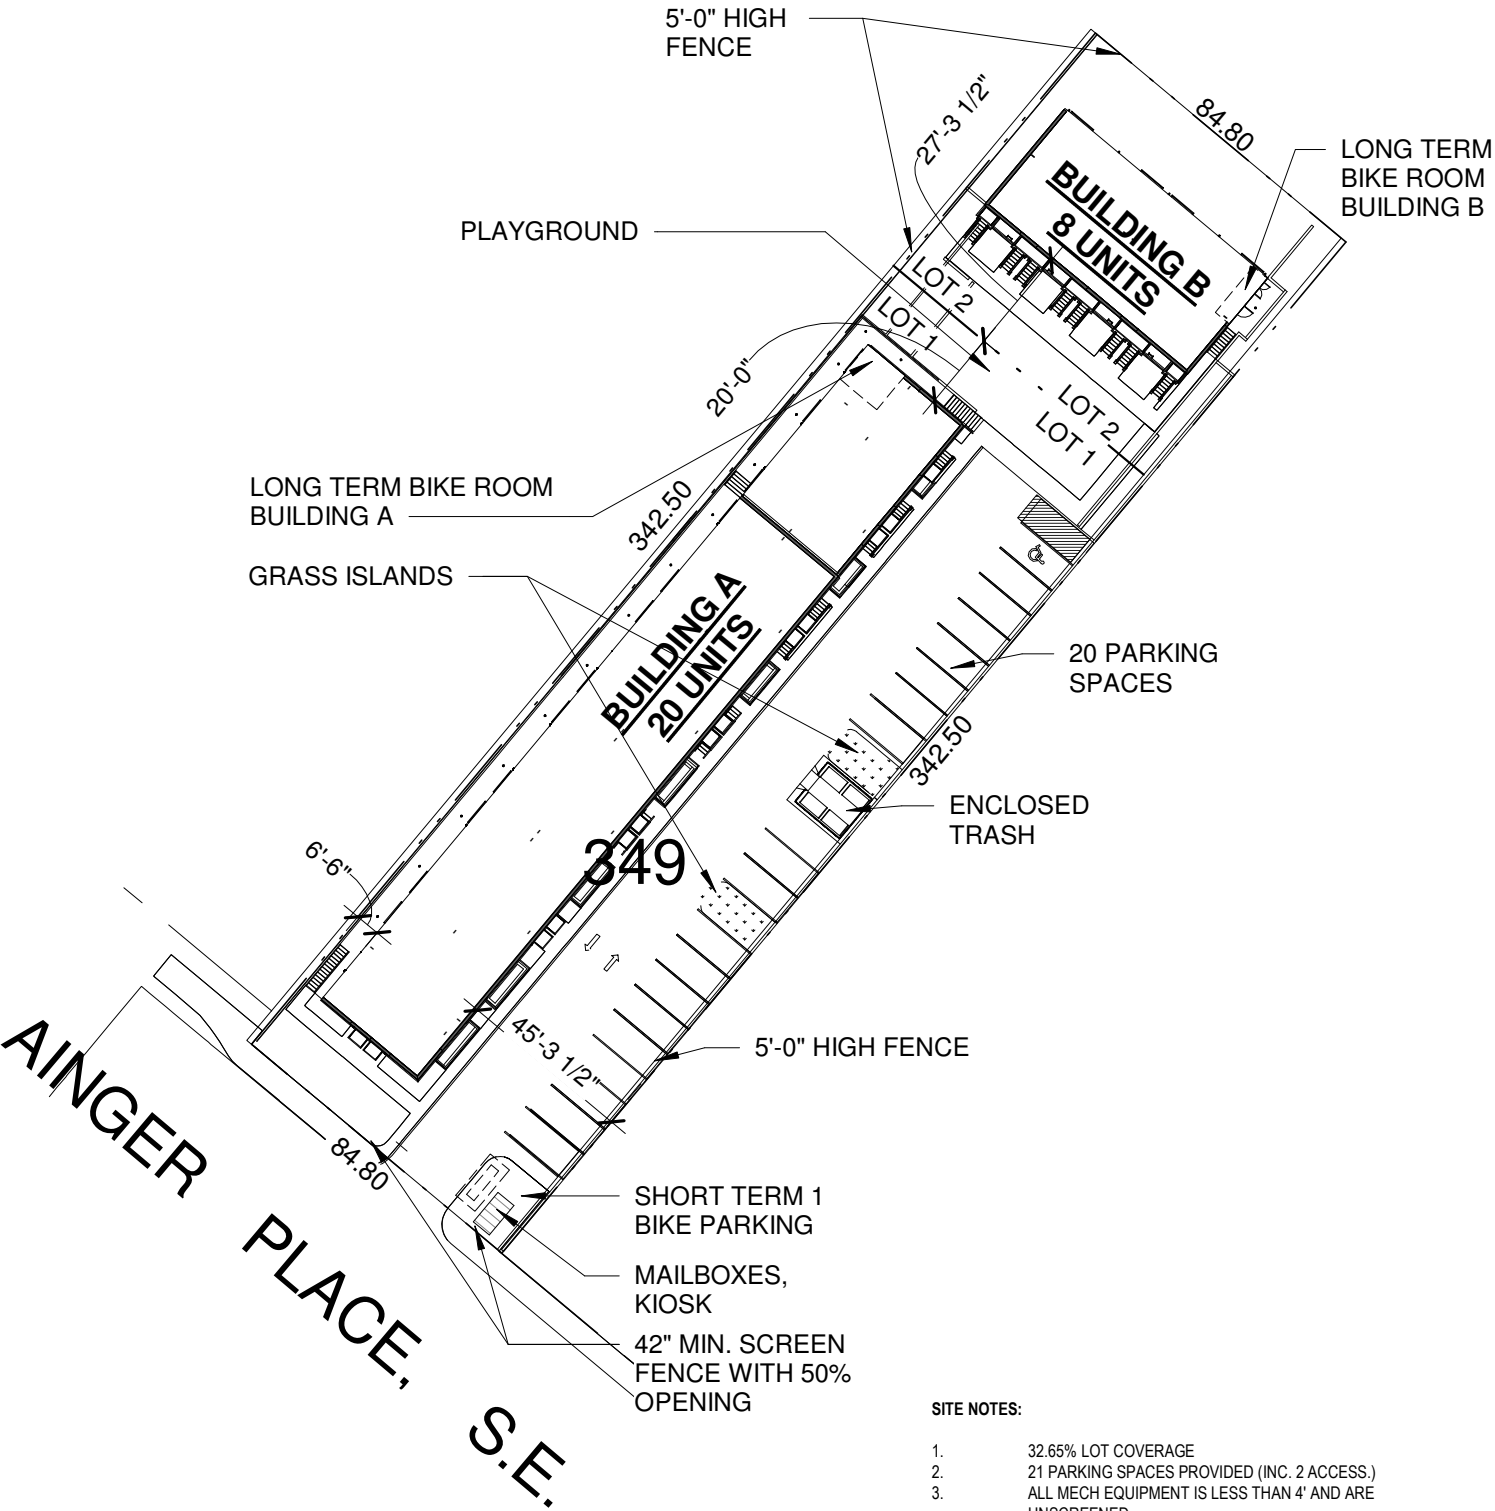 5'-0" HIGH
FENCE
84.80
27'-3 1/2"
LONG TERM
BIKE ROOM
BUILDING B
BUILDING B
8 UNITS
PLAYGROUND
LOT 2
LOT 1
20'-0"
LOT 2
LOT 1
LONG TERM BIKE ROOM
BUILDING A
342.50
GRASS ISLANDS
BUILDING A
20 UNITS
20 PARKING
SPACES
342.50
ENCLOSED
TRASH
349
6'-6"
45'-3 1/2"
5'-0" HIGH FENCE
AINGER PLACE, S.E.
84.80
SHORT TERM 1
BIKE PARKING
MAILBOXES,
KIOSK
42" MIN. SCREEN
FENCE WITH 50%
OPENING
SITE NOTES:
1. 32.65% LOT COVERAGE
2. 21 PARKING SPACES PROVIDED (INC. 2 ACCESS.)
3. ALL MECH EQUIPMENT IS LESS THAN 4' AND ARE
UNSCREENED